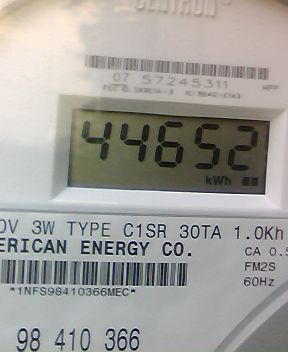 CENTRON
07 57245311
44652
kWh
0V 3W TYPE C1SR 30TA 1.0Kh
ERICAN ENERGY CO.
CA 0.5
FM2S
60Hz
*1NFS98410366MEC*
98 410 366